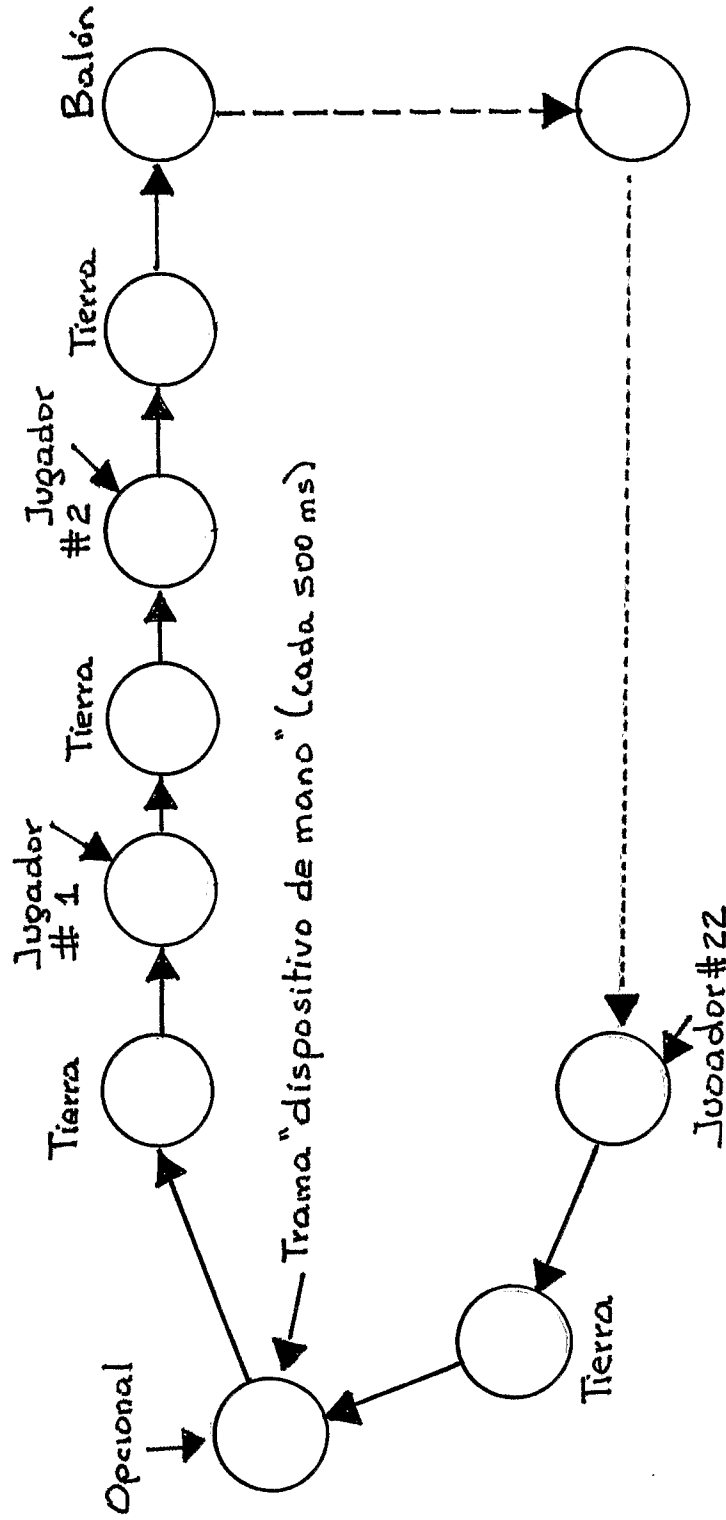 Opcional
Tierra
Jugador
# 1
Tierra
Jugador
#2
Tierra
Balón
Trama "dispositivo de mano" (cada 500 ms)
Tierra
Jugador#22